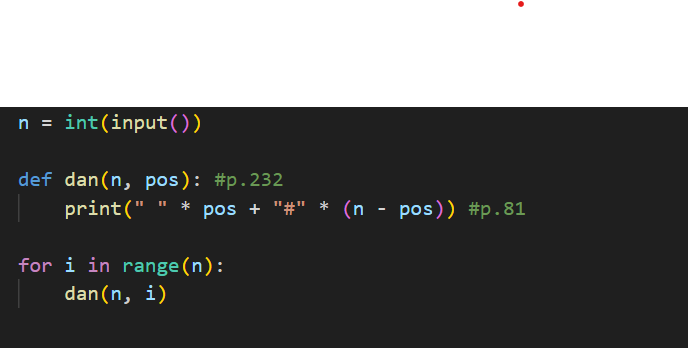 n = int(input())
def dan(n, pos): #p.232
    print(" " * pos + "#" * (n - pos)) #p.81
for i in range(n):
    dan(n, i)